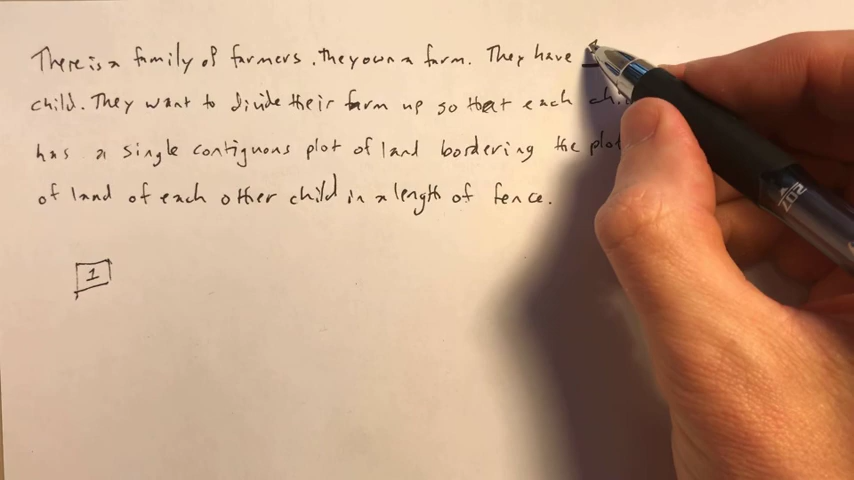 There is a family of farmers. They own a farm. They have
child. They want to divide their farm up so that each
has a single contiguous plot of land bordering the plot
of land of each other child in a length of fence.
1